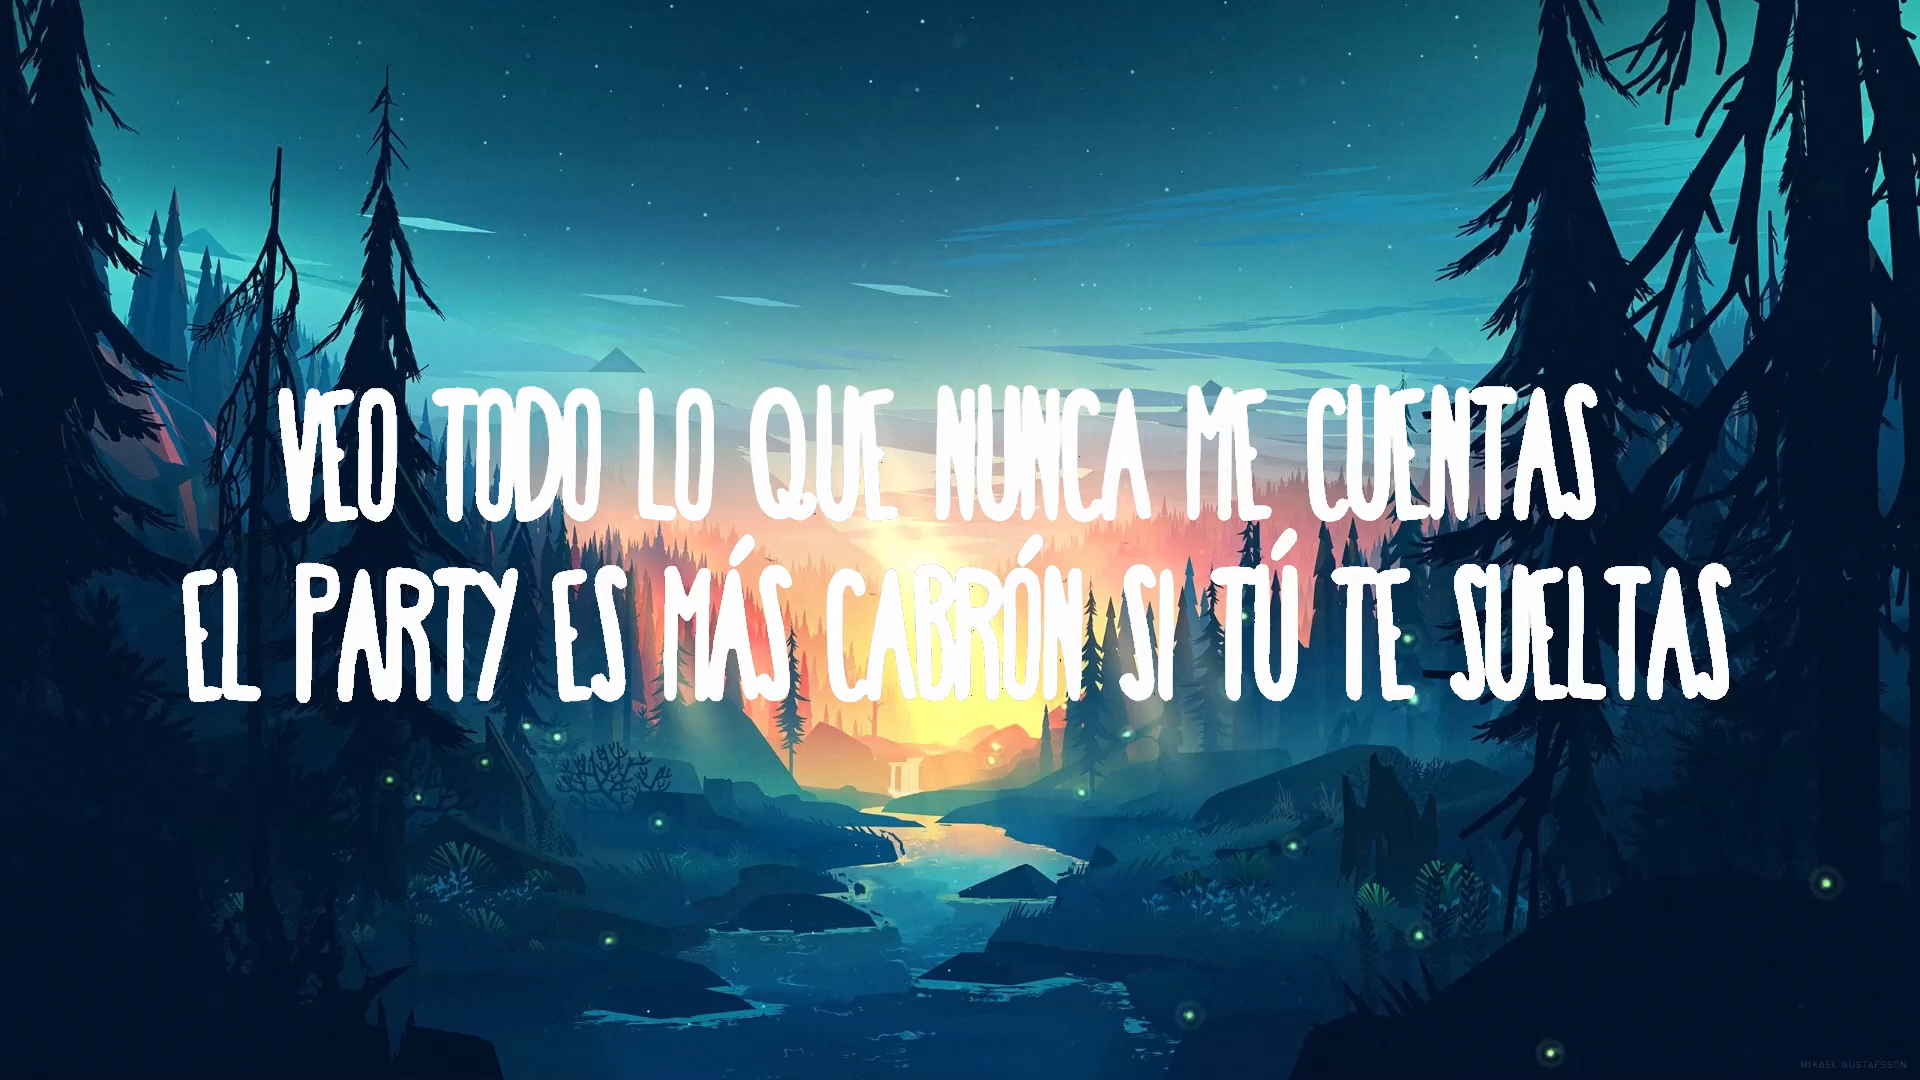 VEO TODO LO QUE NUNCA ME CUENTAS
EL PARTY ES MÁS CABRÓN SI TÚ TE SUELTAS
MIKAEL GUSTAFSSON